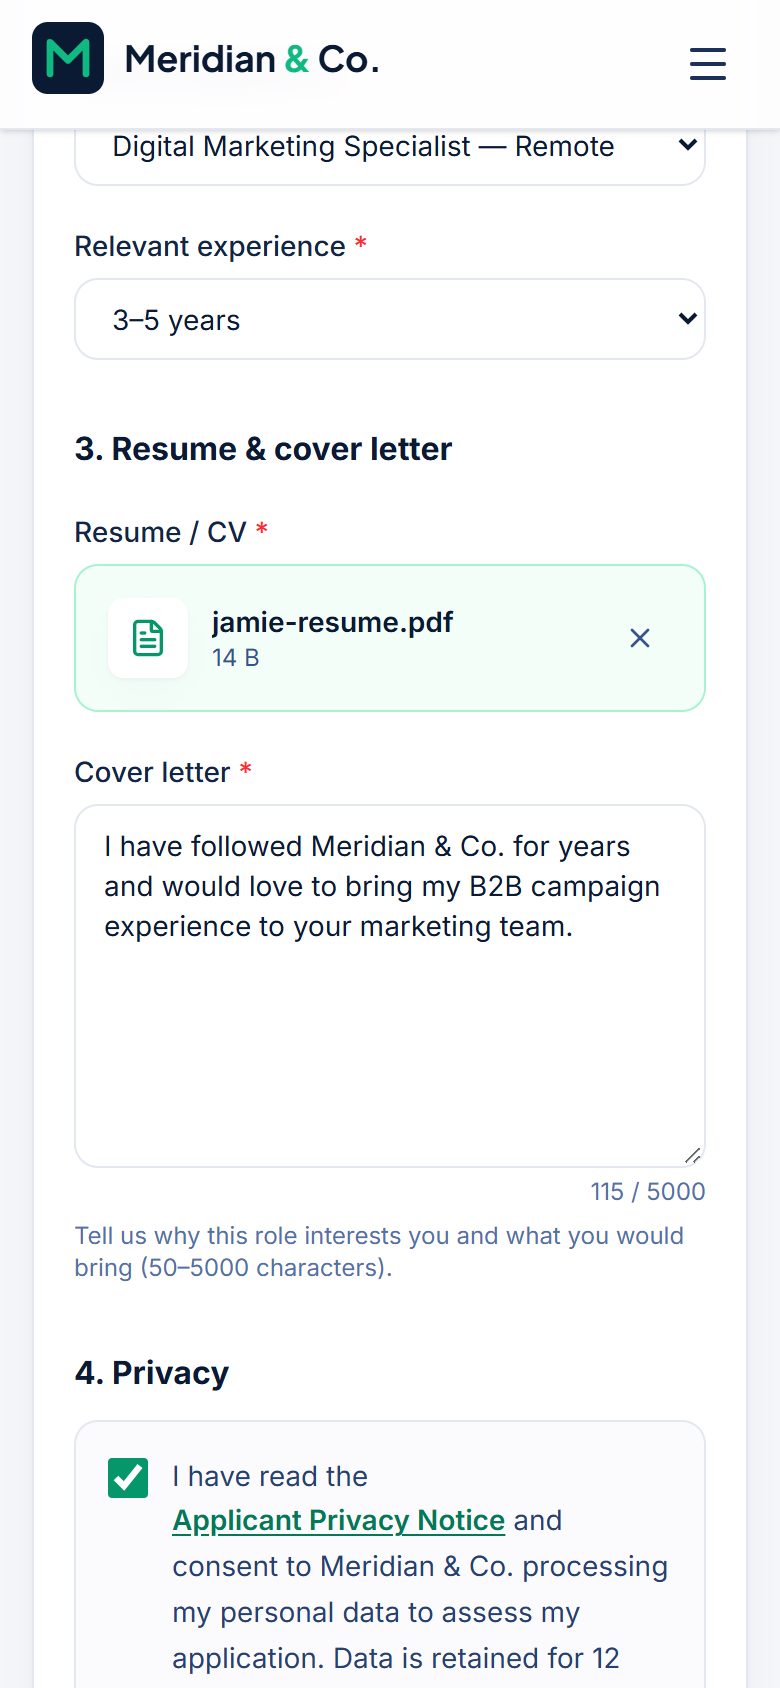 Meridian & Co.
Digital Marketing Specialist — Remote
Relevant experience *
3–5 years
3. Resume & cover letter
Resume / CV *
jamie-resume.pdf
14 B
Cover letter *
I have followed Meridian & Co. for years
and would love to bring my B2B campaign
experience to your marketing team.
115 / 5000
Tell us why this role interests you and what you would
bring (50–5000 characters).
4. Privacy
I have read the
Applicant Privacy Notice and
consent to Meridian & Co. processing
my personal data to assess my
application. Data is retained for 12